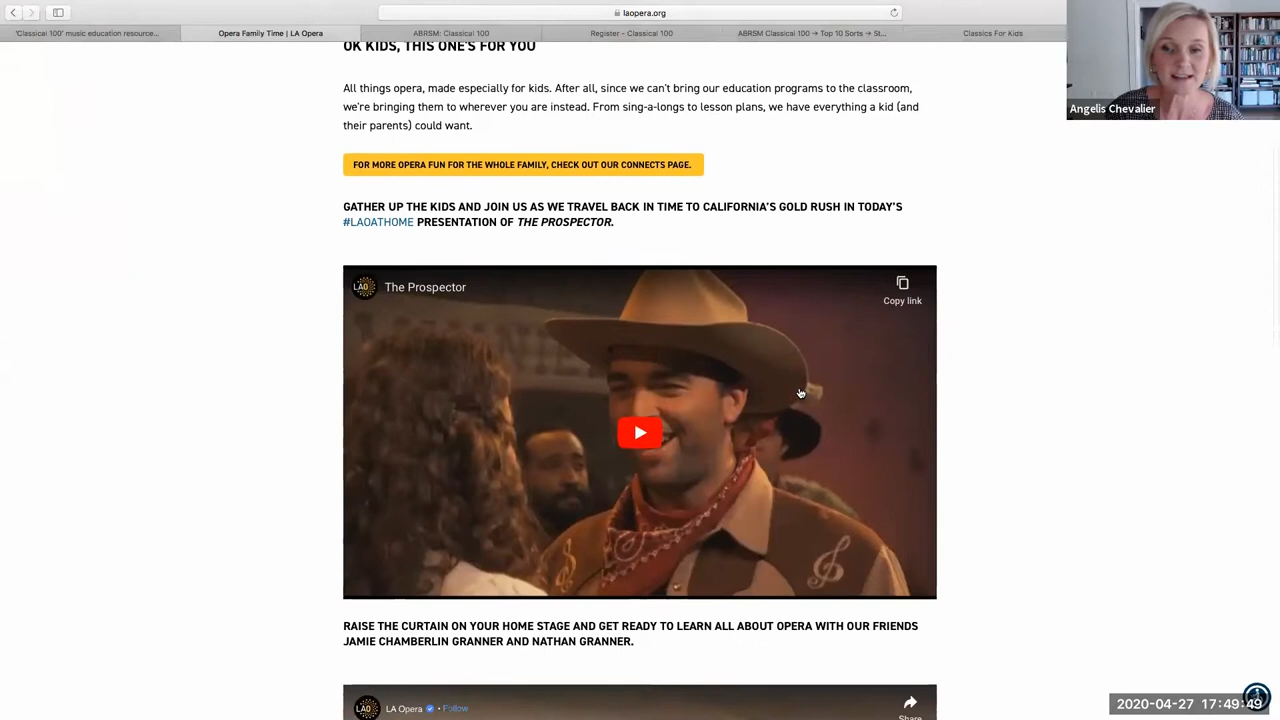 laopera.org
'Classical 100' music education resource...
Opera Family Time | LA Opera
ABRSM: Classical 100
Register - Classical 100
ABRSM Classical 100 → Top 10 Sorts → St...
Classics For Kids
Angelis Chevalier
OK KIDS, THIS ONE'S FOR YOU
All things opera, made especially for kids. After all, since we can't bring our education programs to the classroom,
we're bringing them to wherever you are instead. From sing-a-longs to lesson plans, we have everything a kid (and
their parents) could want.
FOR MORE OPERA FUN FOR THE WHOLE FAMILY, CHECK OUT OUR CONNECTS PAGE.
GATHER UP THE KIDS AND JOIN US AS WE TRAVEL BACK IN TIME TO CALIFORNIA'S GOLD RUSH IN TODAY'S
#LAOATHOME PRESENTATION OF THE PROSPECTOR.
LAO
The Prospector
Copy link
RAISE THE CURTAIN ON YOUR HOME STAGE AND GET READY TO LEARN ALL ABOUT OPERA WITH OUR FRIENDS
JAMIE CHAMBERLIN GRANNER AND NATHAN GRANNER.
LAO
LA Opera • Follow
Share
2020-04-27 17:49:49